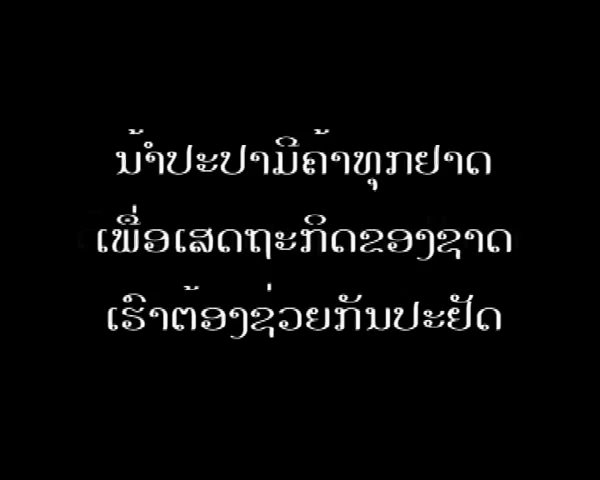 ນ້ຳປະປາມີຄ້າທຸກຢາດ
ເພື່ອເສດຖະກິດຂອງຊາດ
ເຮົາຕ້ອງຊ່ວຍກັນປະຢັດ